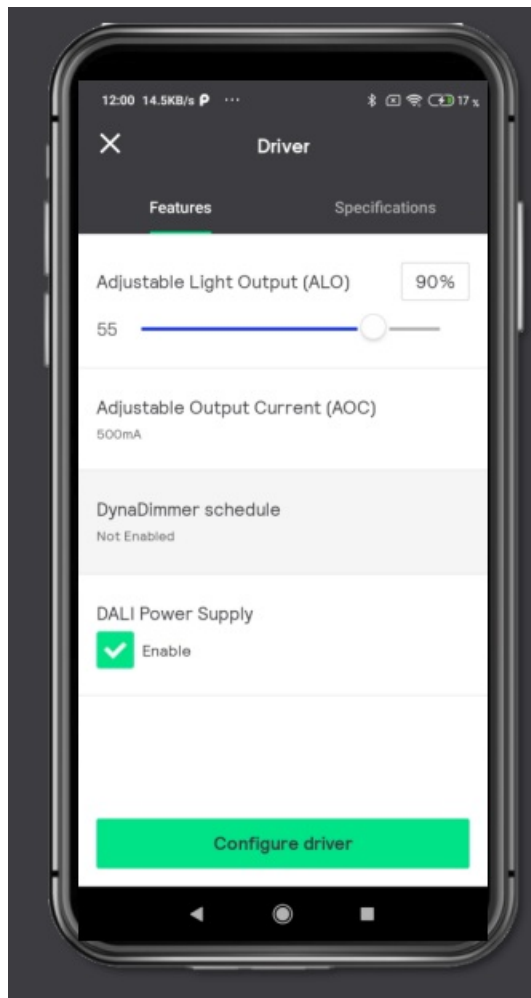 12:00 14.5KB/s P ··· 17%
Driver
Features Specifications
Adjustable Light Output (ALO) 90%
55
Adjustable Output Current (AOC)
500mA
DynaDimmer schedule
Not Enabled
DALI Power Supply
Enable
Configure driver